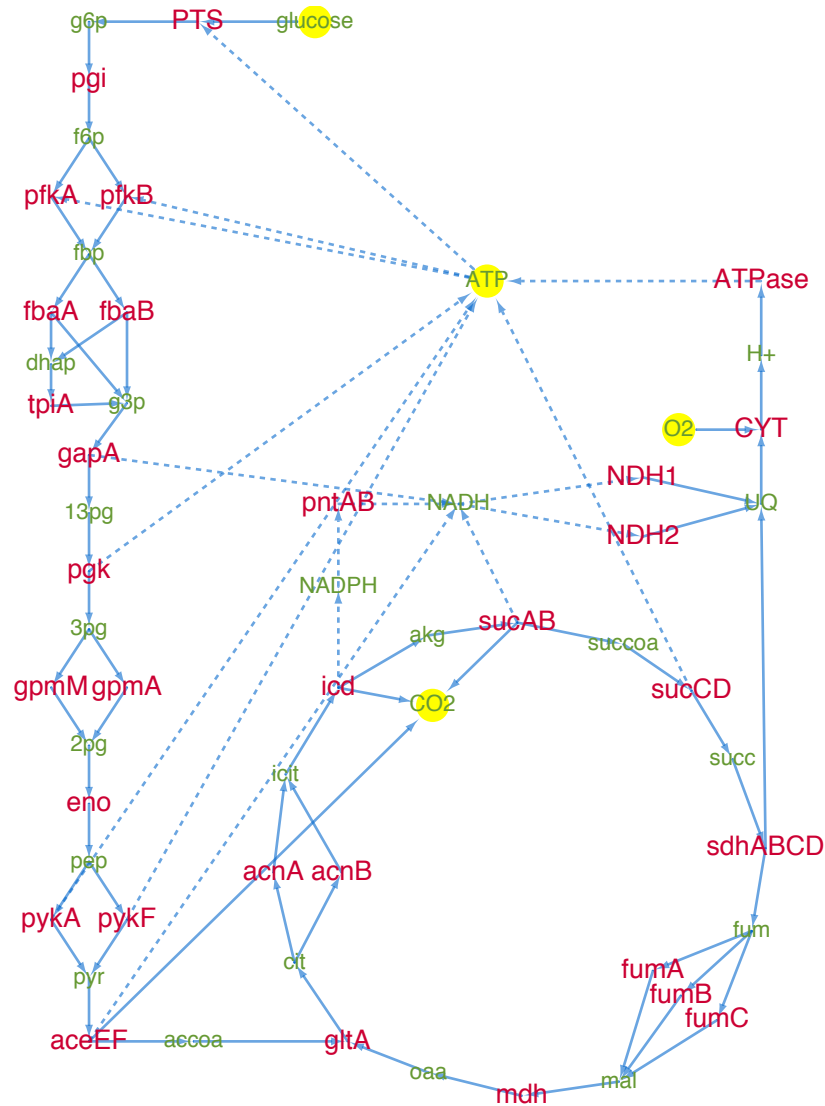 g6p PTS glucose
pgi
f6p
pfkA pfkB
fbp
ATP ATPase
fbaA fbaB
H+
dhap
tpiA g3p
O2 CYT
gapA
NDH1
pntAB NADH UQ
13pg
NDH2
pgk
NADPH
3pg
sucAB
akg succoa
gpmM gpmA icd sucCD
CO2
2pg
succ
icit
eno
sdhABCD
pep
acnA acnB
pykA pykF
fum
cit
fumA
pyr
fumB
fumC
aceEF accoa gltA
oaa mal
mdh